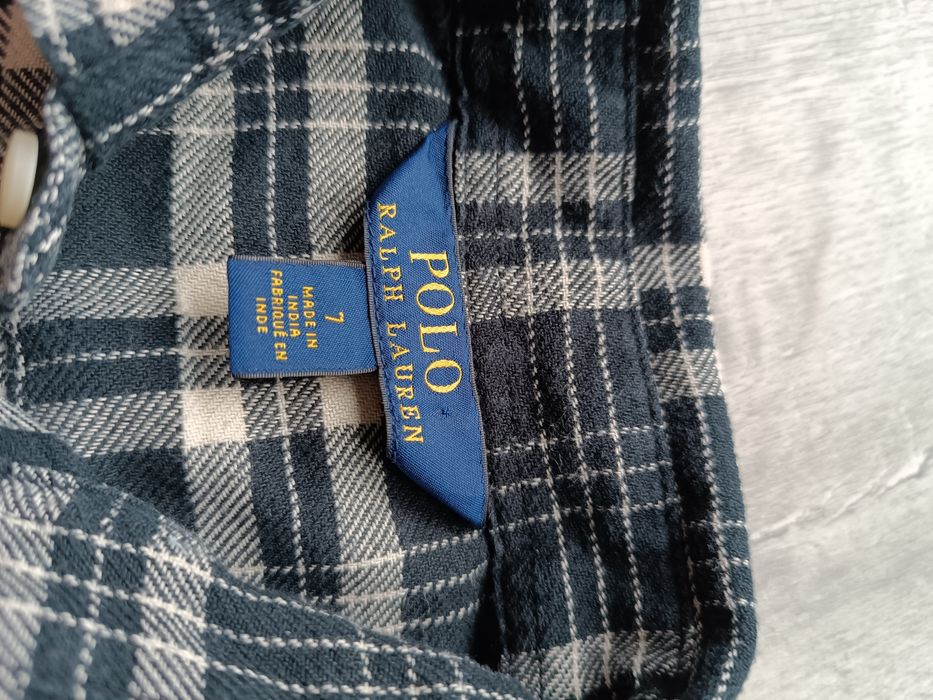 POLO
RALPH LAUREN
7
MADE IN
INDIA
FABRIQUÉ EN
INDE